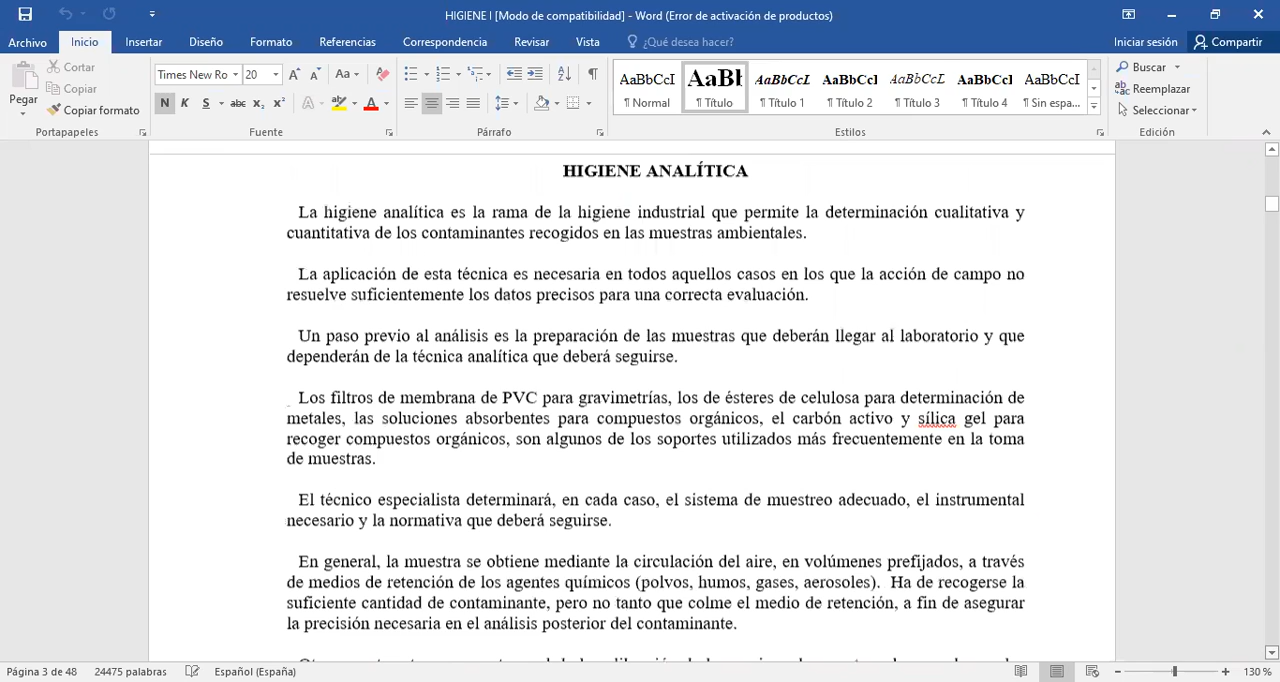 HIGIENE I [Modo de compatibilidad] - Word (Error de activación de productos)
Archivo Inicio Insertar Diseño Formato Referencias Correspondencia Revisar Vista ¿Qué desea hacer? Iniciar sesión Compartir
Pegar
Cortar
Copiar
Copiar formato
Portapapeles
Times New Ro 20
N K S abc x₂ x²
Fuente
Párrafo
AaBbCcI AaBb AaBbCcL AaBbCcI AaBbCcL AaBbCcI AaBbCcI
¶ Normal ¶ Título ¶ Título 1 ¶ Título 2 ¶ Título 3 ¶ Título 4 ¶ Sin espa...
Estilos
Buscar
Reemplazar
Seleccionar
Edición
HIGIENE ANALÍTICA
La higiene analítica es la rama de la higiene industrial que permite la determinación cualitativa y
cuantitativa de los contaminantes recogidos en las muestras ambientales.
La aplicación de esta técnica es necesaria en todos aquellos casos en los que la acción de campo no
resuelve suficientemente los datos precisos para una correcta evaluación.
Un paso previo al análisis es la preparación de las muestras que deberán llegar al laboratorio y que
dependerán de la técnica analítica que deberá seguirse.
Los filtros de membrana de PVC para gravimetrías, los de ésteres de celulosa para determinación de
metales, las soluciones absorbentes para compuestos orgánicos, el carbón activo y sílica gel para
recoger compuestos orgánicos, son algunos de los soportes utilizados más frecuentemente en la toma
de muestras.
El técnico especialista determinará, en cada caso, el sistema de muestreo adecuado, el instrumental
necesario y la normativa que deberá seguirse.
En general, la muestra se obtiene mediante la circulación del aire, en volúmenes prefijados, a través
de medios de retención de los agentes químicos (polvos, humos, gases, aerosoles).  Ha de recogerse la
suficiente cantidad de contaminante, pero no tanto que colme el medio de retención, a fin de asegurar
la precisión necesaria en el análisis posterior del contaminante.
Página 3 de 48 24475 palabras Español (España) 130 %